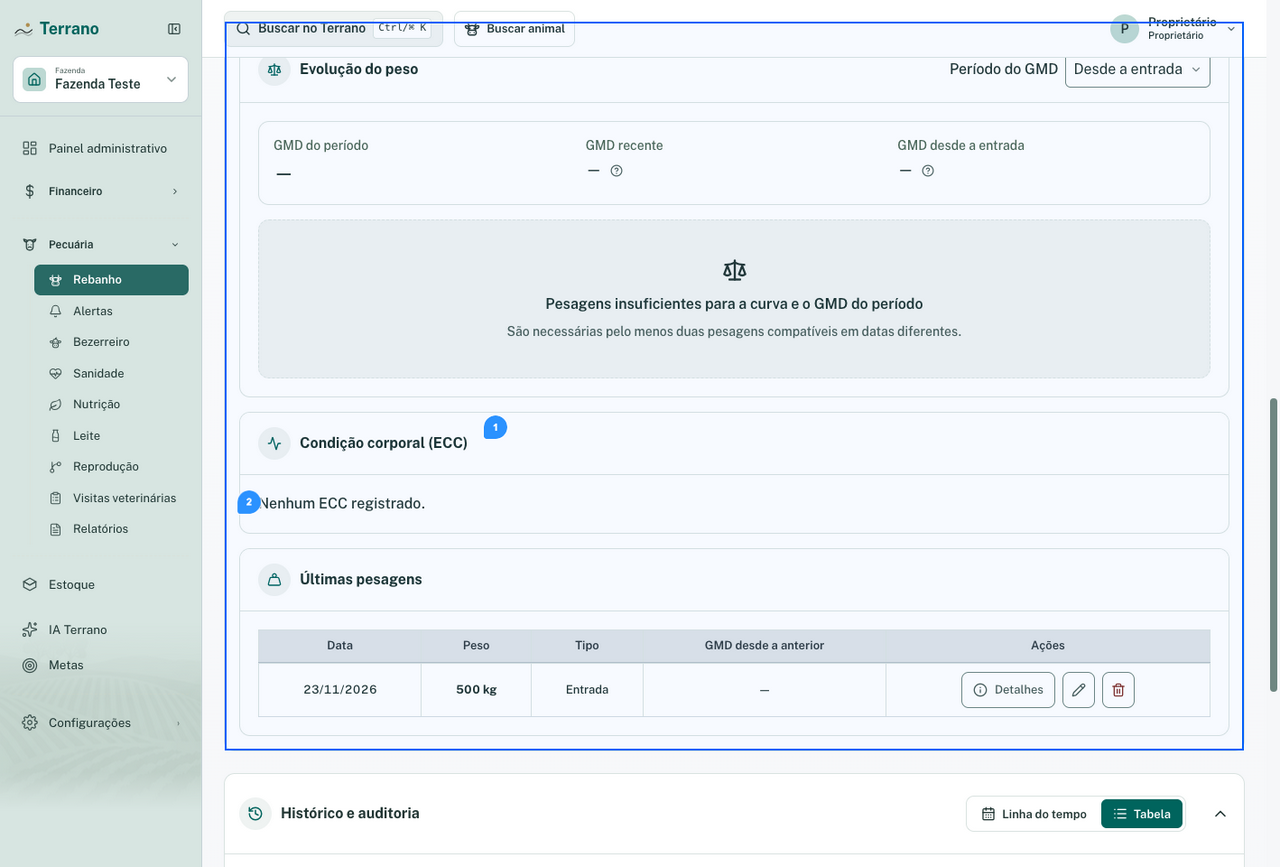 Terrano
Fazenda
Fazenda Teste
Painel administrativo
Financeiro
Pecuária
Rebanho
Alertas
Bezerreiro
Sanidade
Nutrição
Leite
Reprodução
Visitas veterinárias
Relatórios
Estoque
IA Terrano
Metas
Configurações
Buscar no Terrano Ctrl/⌘ K
Buscar animal
P
Proprietário
Proprietário
Evolução do peso
Período do GMD Desde a entrada
GMD do período GMD recente GMD desde a entrada
— — —
Pesagens insuficientes para a curva e o GMD do período
São necessárias pelo menos duas pesagens compatíveis em datas diferentes.
1
Condição corporal (ECC)
2
Nenhum ECC registrado.
Últimas pesagens
Data Peso Tipo GMD desde a anterior Ações
23/11/2026 500 kg Entrada — Detalhes
Histórico e auditoria
Linha do tempo Tabela